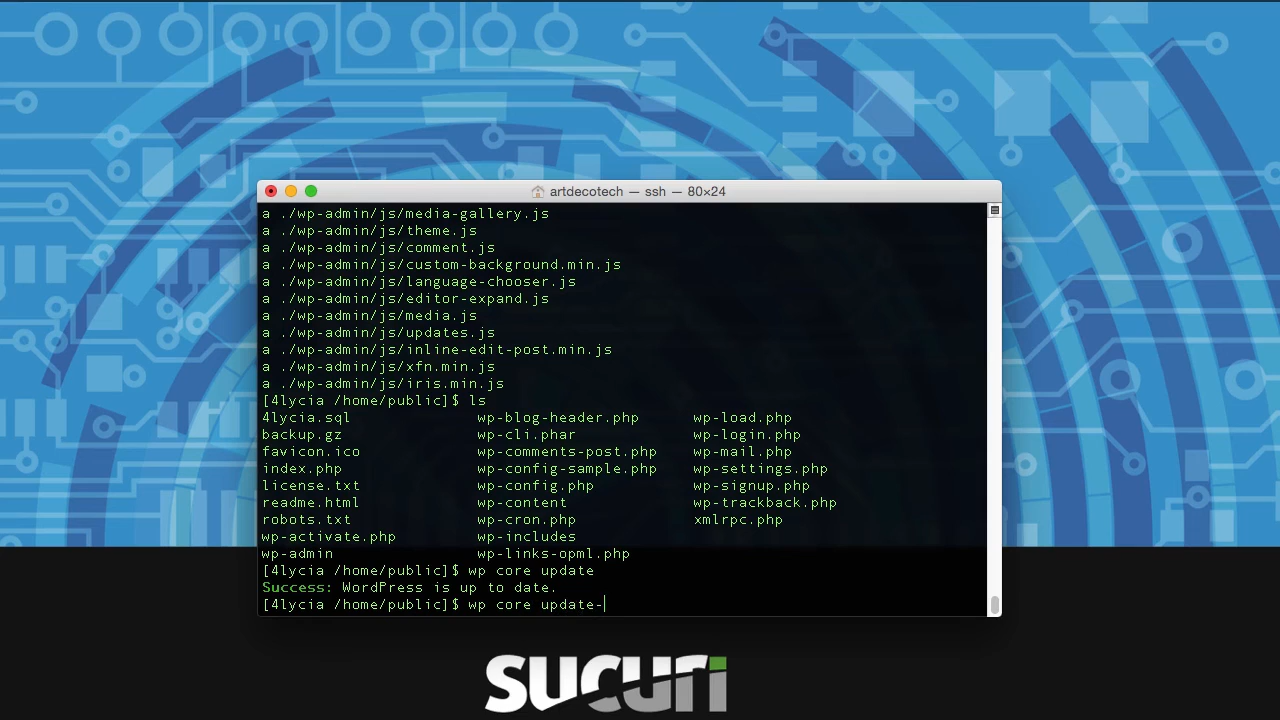 artdecotech — ssh — 80×24
a ./wp-admin/js/media-gallery.js
a ./wp-admin/js/theme.js
a ./wp-admin/js/comment.js
a ./wp-admin/js/custom-background.min.js
a ./wp-admin/js/language-chooser.js
a ./wp-admin/js/editor-expand.js
a ./wp-admin/js/media.js
a ./wp-admin/js/updates.js
a ./wp-admin/js/inline-edit-post.min.js
a ./wp-admin/js/xfn.min.js
a ./wp-admin/js/iris.min.js
[4lycia /home/public]$ ls
4lycia.sql wp-blog-header.php wp-load.php
backup.gz wp-cli.phar wp-login.php
favicon.ico wp-comments-post.php wp-mail.php
index.php wp-config-sample.php wp-settings.php
license.txt wp-config.php wp-signup.php
readme.html wp-content wp-trackback.php
robots.txt wp-cron.php xmlrpc.php
wp-activate.php wp-includes
wp-admin wp-links-opml.php
[4lycia /home/public]$ wp core update
Success: WordPress is up to date.
[4lycia /home/public]$ wp core update-
sucuri